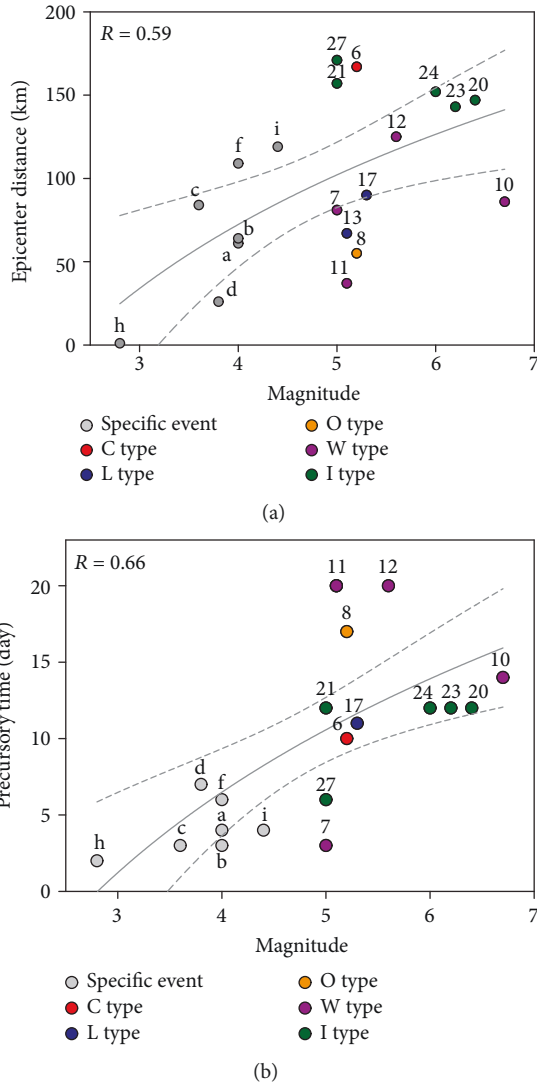 R = 0.59
200
150
100
50
0
Epicenter distance (km)
27
6
21
24
20
23
12
i
f
c
17
7
10
b
a
13
8
11
d
h
3
4
5
6
7
Magnitude
Specific event
O type
C type
W type
L type
I type
(a)
R = 0.66
20
15
10
5
0
Precursory time (day)
11
12
8
10
21
17
24
23
20
6
d
f
27
a
i
c
h
7
b
3
4
5
6
7
Magnitude
Specific event
O type
C type
W type
L type
I type
(b)